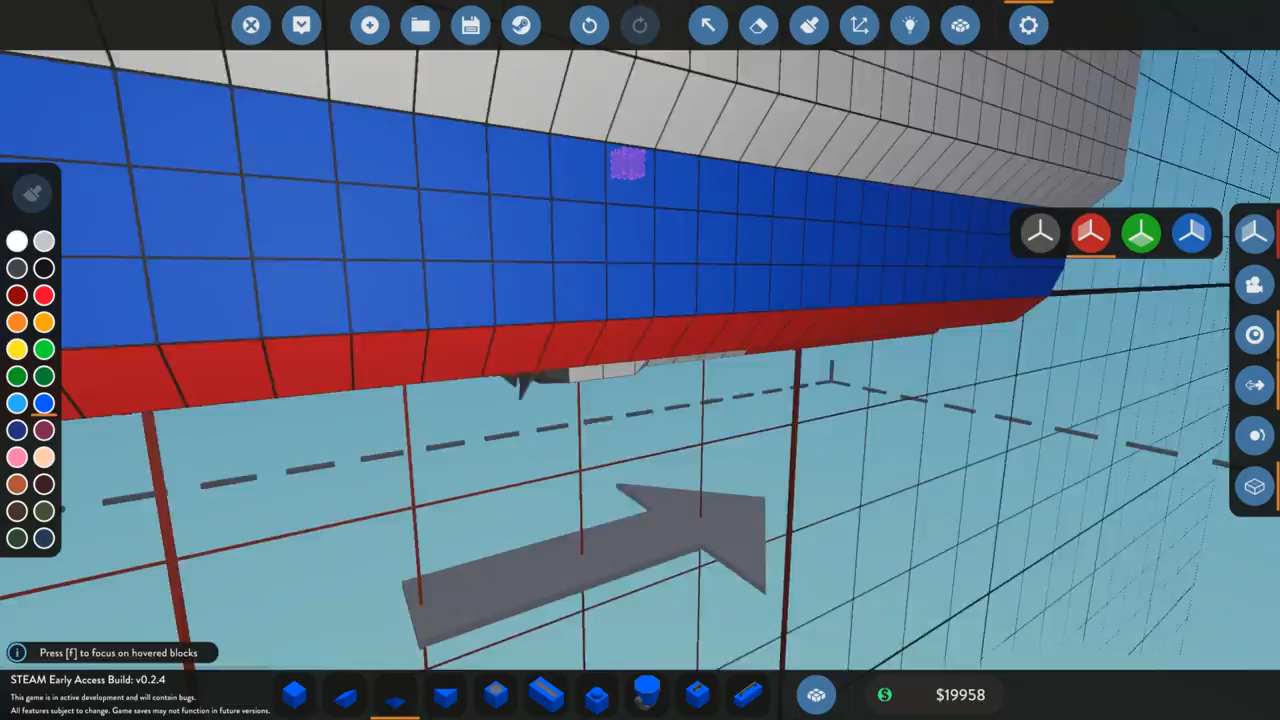 Press [f] to focus on hovered blocks
STEAM Early Access Build: v0.2.4
This game is in active development and will contain bugs.
All features subject to change. Game saves may not function in future versions.
$19958